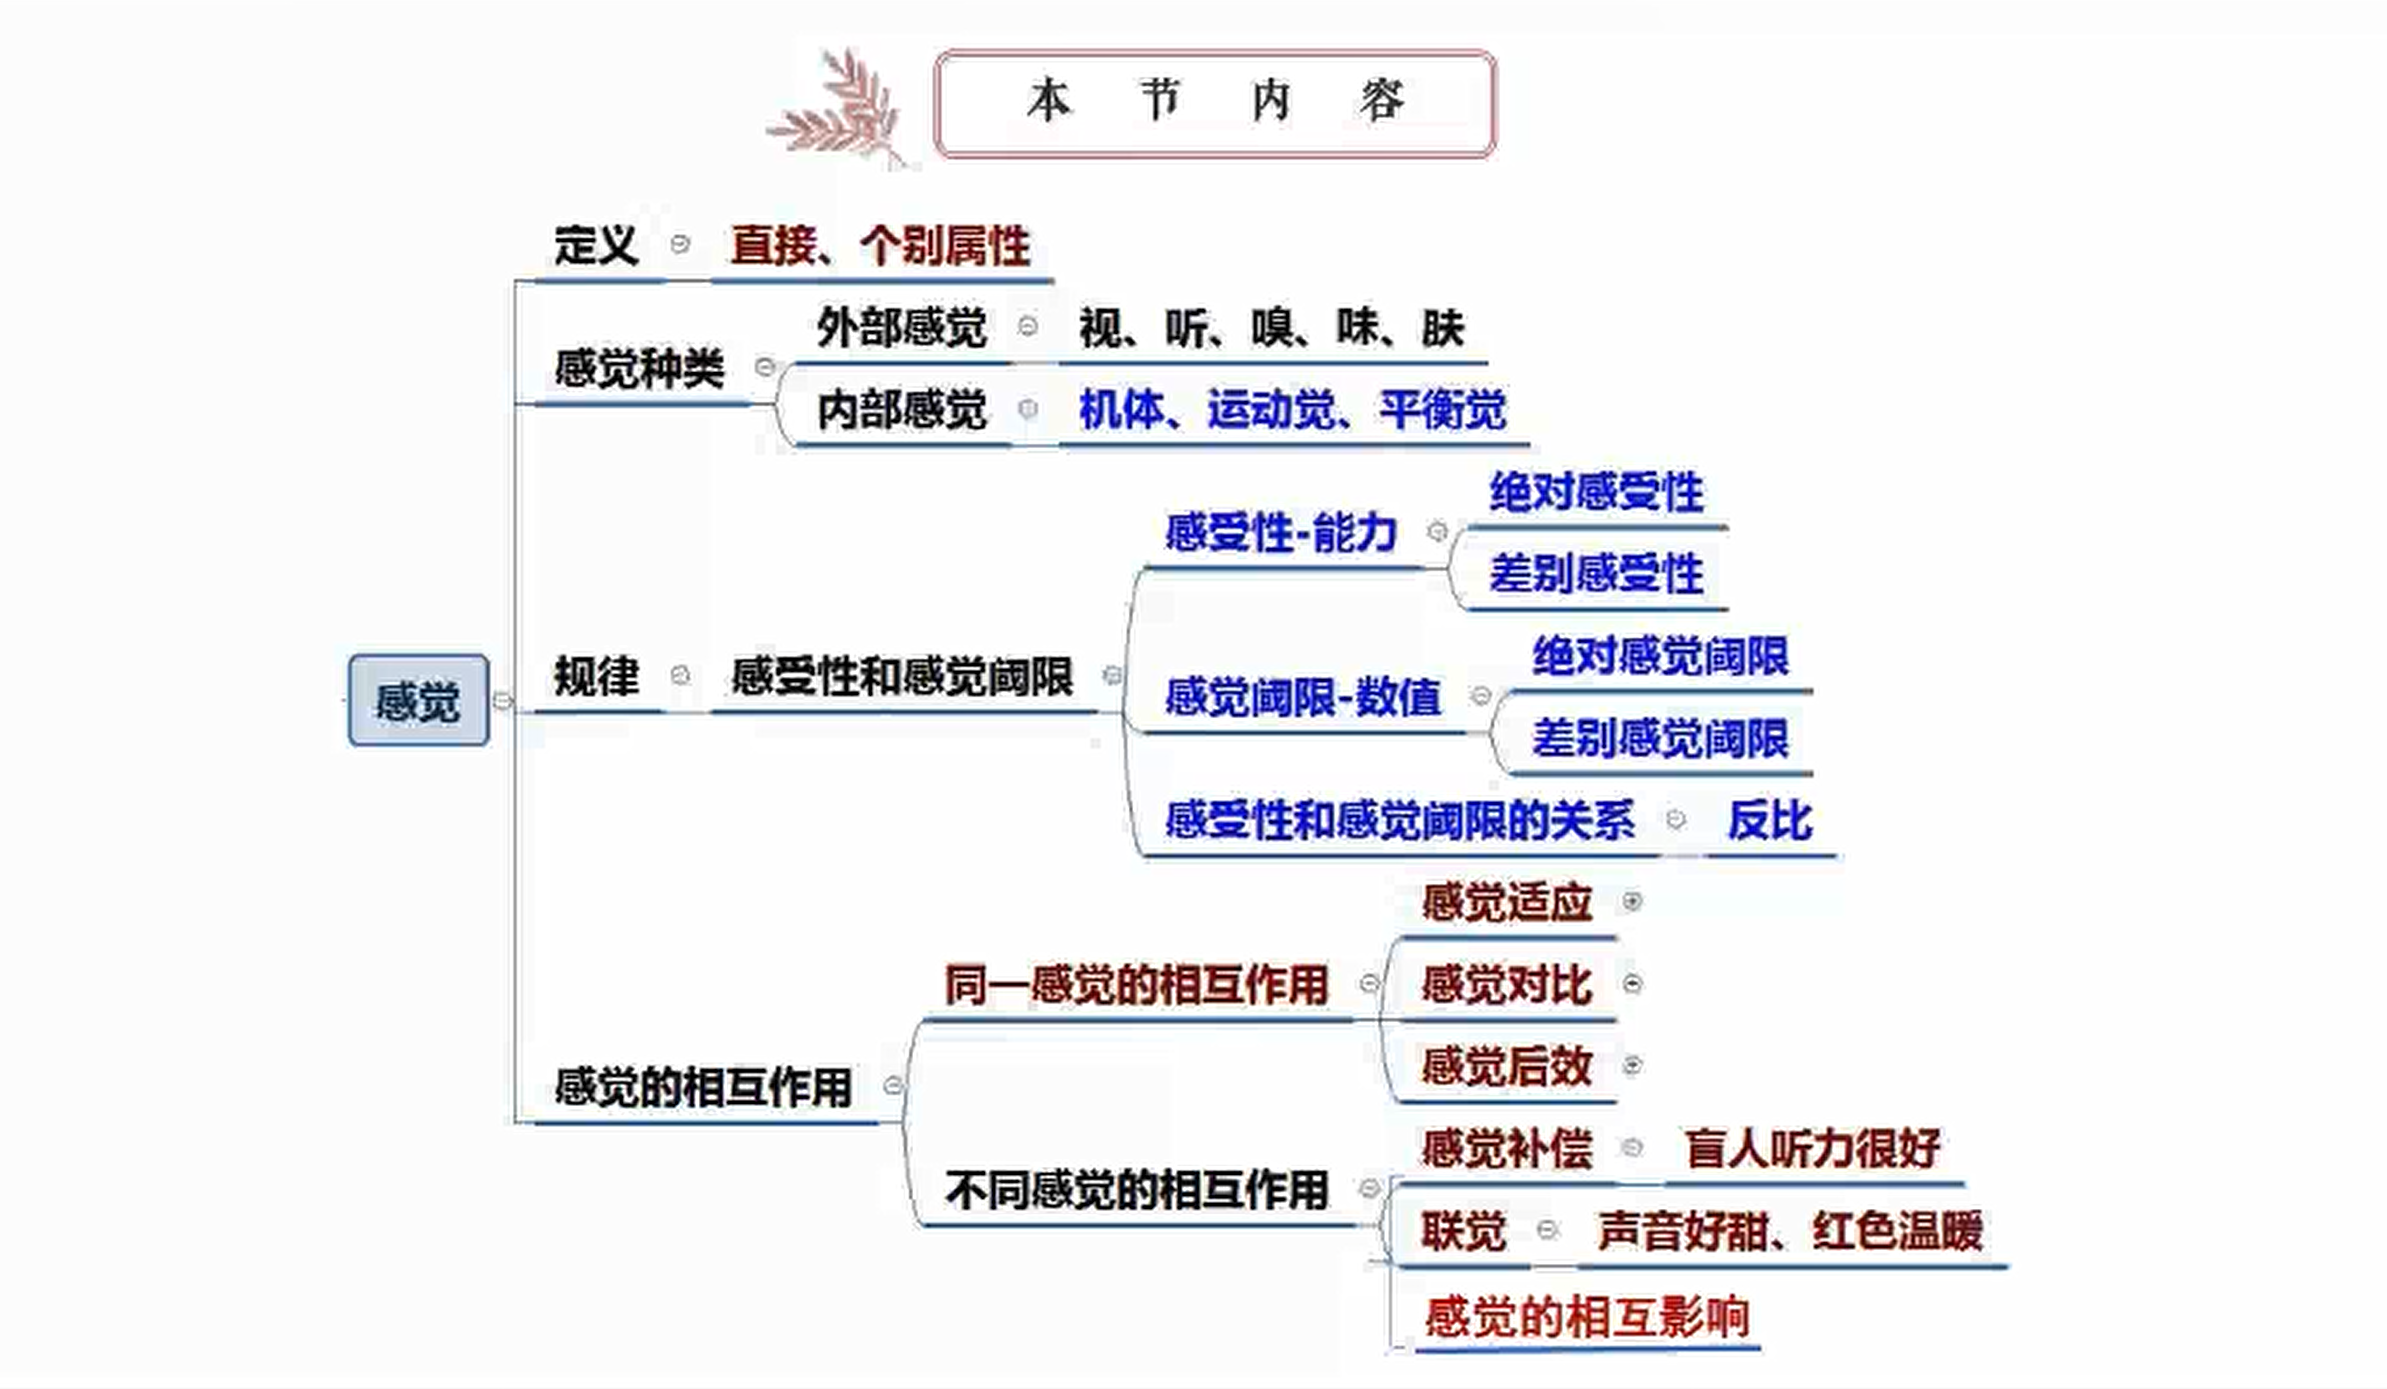 本节内容
定义 直接、个别属性
外部感觉 视、听、嗅、味、肤
感觉种类
内部感觉 机体、运动觉、平衡觉
绝对感受性
感受性-能力
差别感受性
绝对感觉阈限
感觉 规律 感受性和感觉阈限
感觉阈限-数值
差别感觉阈限
感受性和感觉阈限的关系 反比
感觉适应
同一感觉的相互作用 感觉对比
感觉后效
感觉的相互作用
感觉补偿 盲人听力很好
不同感觉的相互作用
联觉 声音好甜、红色温暖
感觉的相互影响